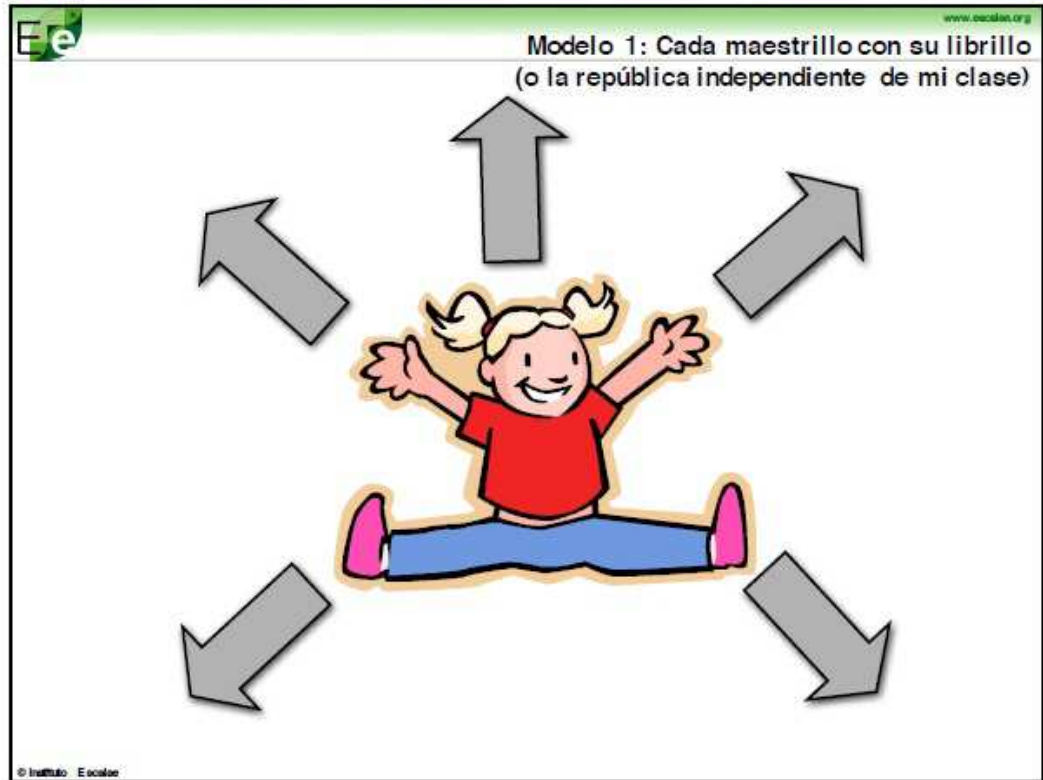 Ee
www.escalae.org
Modelo 1: Cada maestrillo con su librillo
(o la república independiente de mi clase)
© Instituto Escalae